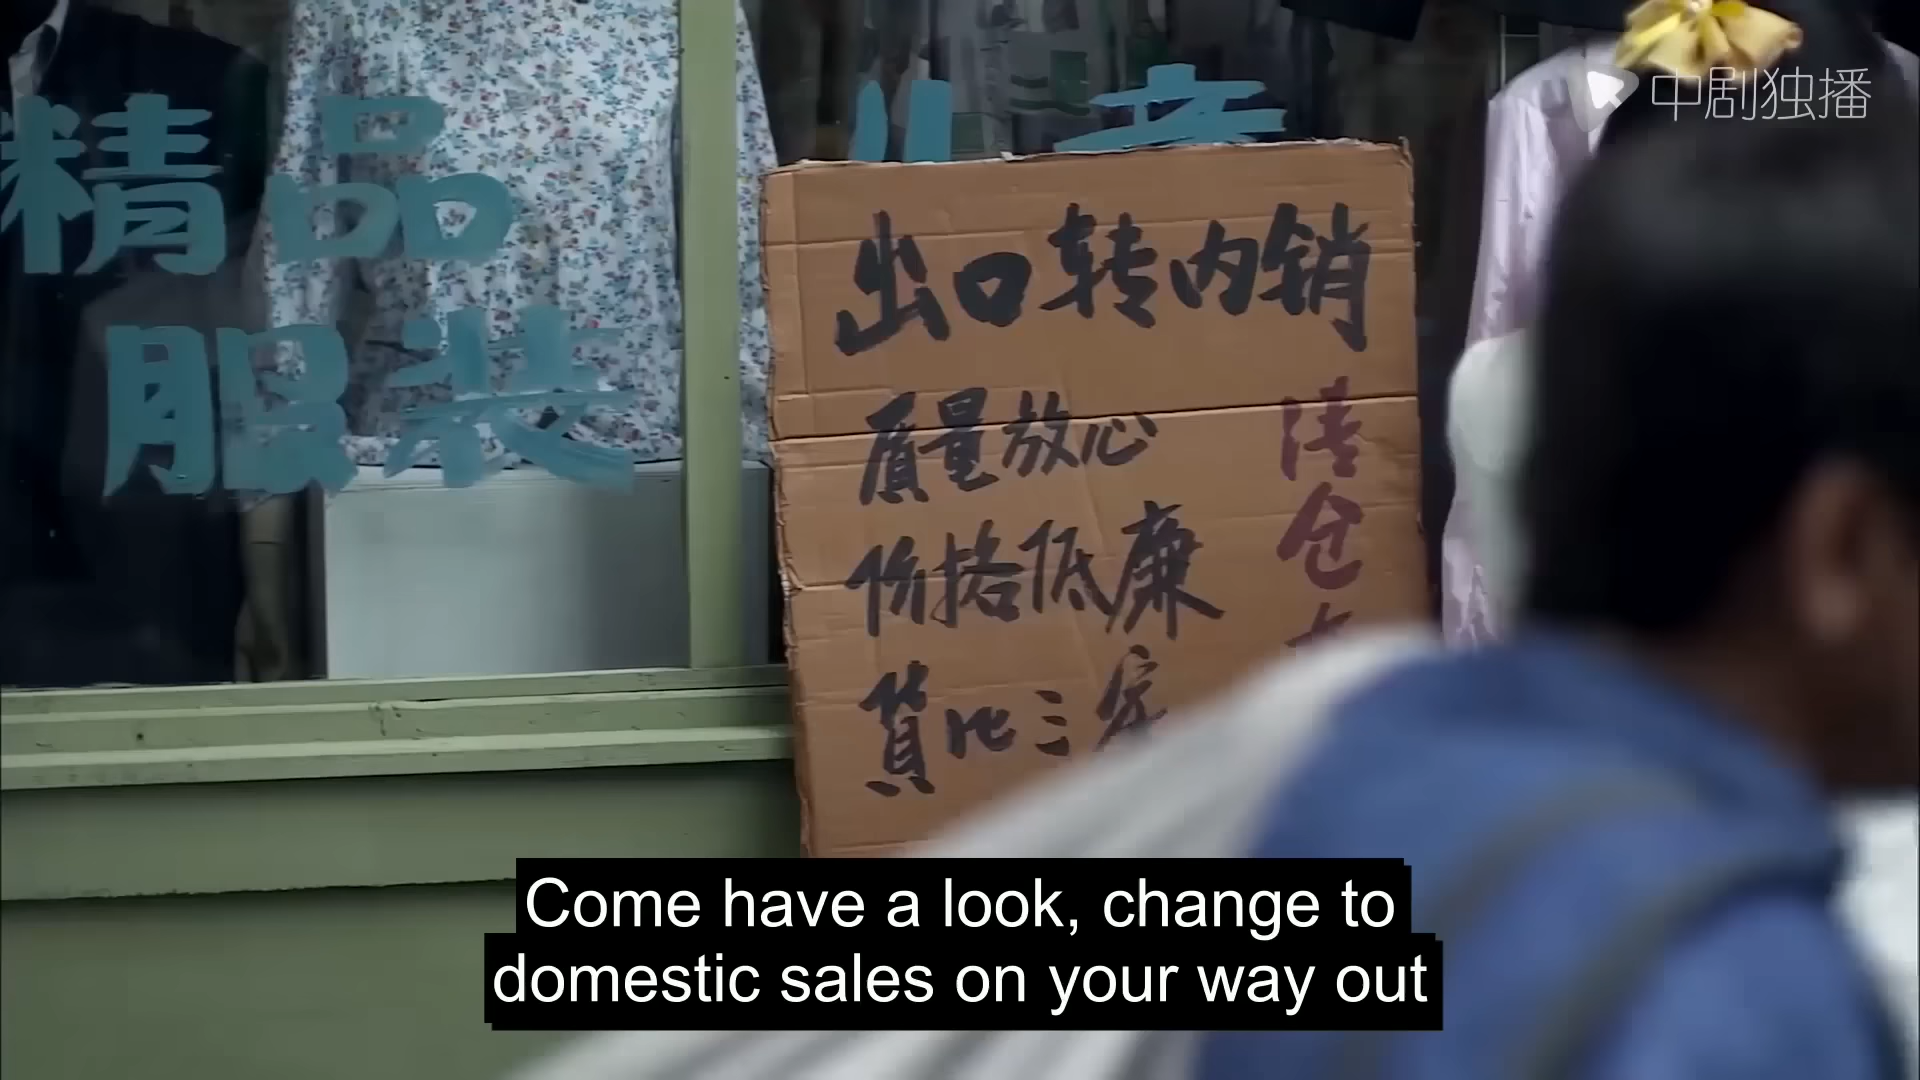 中剧独播
精品
服装
出口转内销
质量放心
价格低廉
货比三家
清仓
Come have a look, change to
domestic sales on your way out